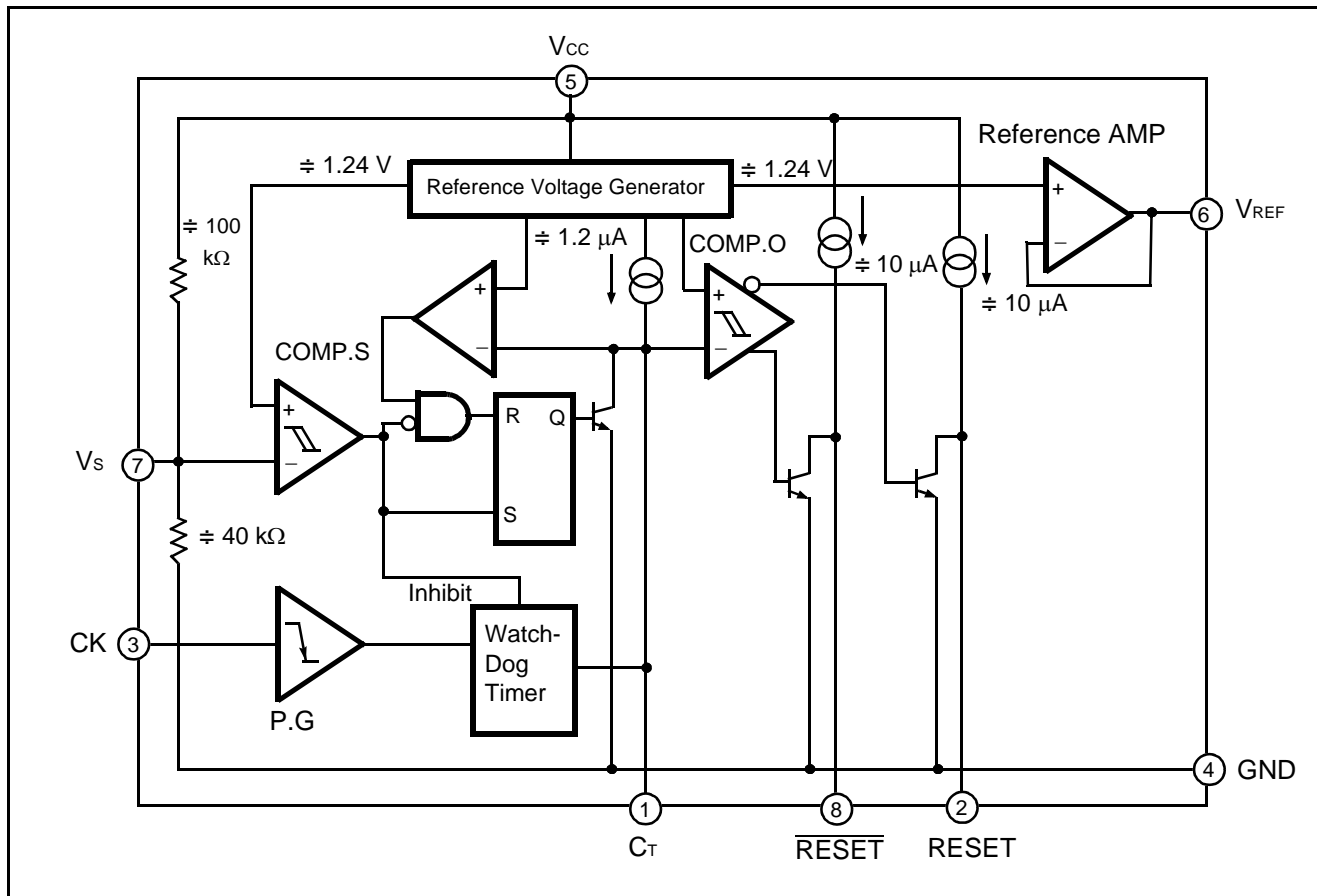 VCC
5
Reference AMP
≑ 1.24 V
Reference Voltage Generator
≑ 1.24 V
+
−
6
VREF
≑ 100
kΩ
≑ 1.2 μA
COMP.O
≑ 10 μA
≑ 10 μA
+
−
+
−
COMP.S
+
−
R
Q
S
VS
7
≑ 40 kΩ
Inhibit
CK
3
Watch-
Dog
Timer
P.G
4
GND
1
8
2
CT
RESET
RESET